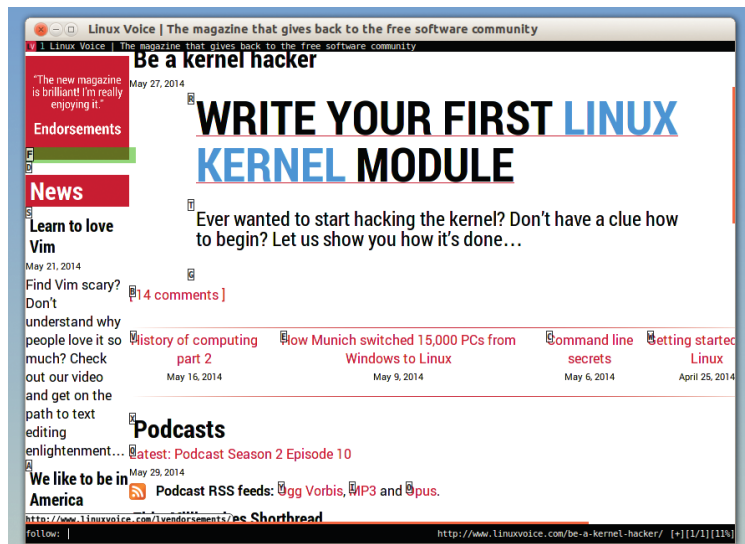 Linux Voice | The magazine that gives back to the free software community
V 1 Linux Voice | The magazine that gives back to the free software community
"The new magazine
is brilliant! I'm really
enjoying it."
Endorsements
F
D
News
S
Learn to love
Vim
May 21, 2014
Find Vim scary?
Don't
understand why
people love it so
much? Check
out our video
and get on the
path to text
editing
enlightenment...
A
We like to be in
America
Be a kernel hacker
May 27, 2014
R
WRITE YOUR FIRST LINUX
KERNEL MODULE
T
Ever wanted to start hacking the kernel? Don't have a clue how
to begin? Let us show you how it's done…
G
B
[ 14 comments ]
V
History of computing
part 2
May 16, 2014
E
How Munich switched 15,000 PCs from
Windows to Linux
May 9, 2014
C
Command line
secrets
May 6, 2014
W
Getting started
Linux
April 25, 2014
X
Podcasts
Latest: Podcast Season 2 Episode 10
May 29, 2014
Podcast RSS feeds: Ogg Vorbis, MP3 and Opus.
Shortbread
http://www.linuxvoice.com/lvendorsements/
follow: http://www.linuxvoice.com/be-a-kernel-hacker/ [+][1/1][11%]